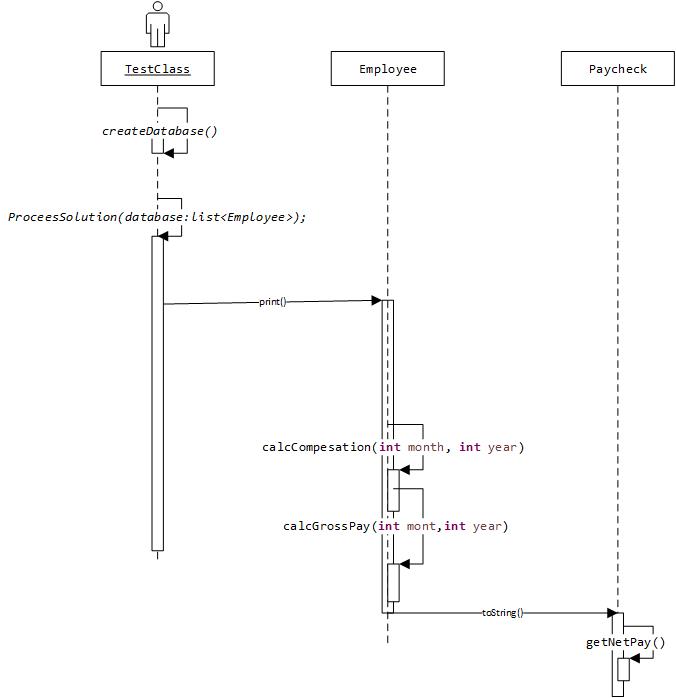 TestClass
Employee
Paycheck
createDatabase()
ProceesSolution(database:list<Employee>);
print()
calcCompesation(int month, int year)
calcGrossPay(int mont,int year)
toString()
getNetPay()